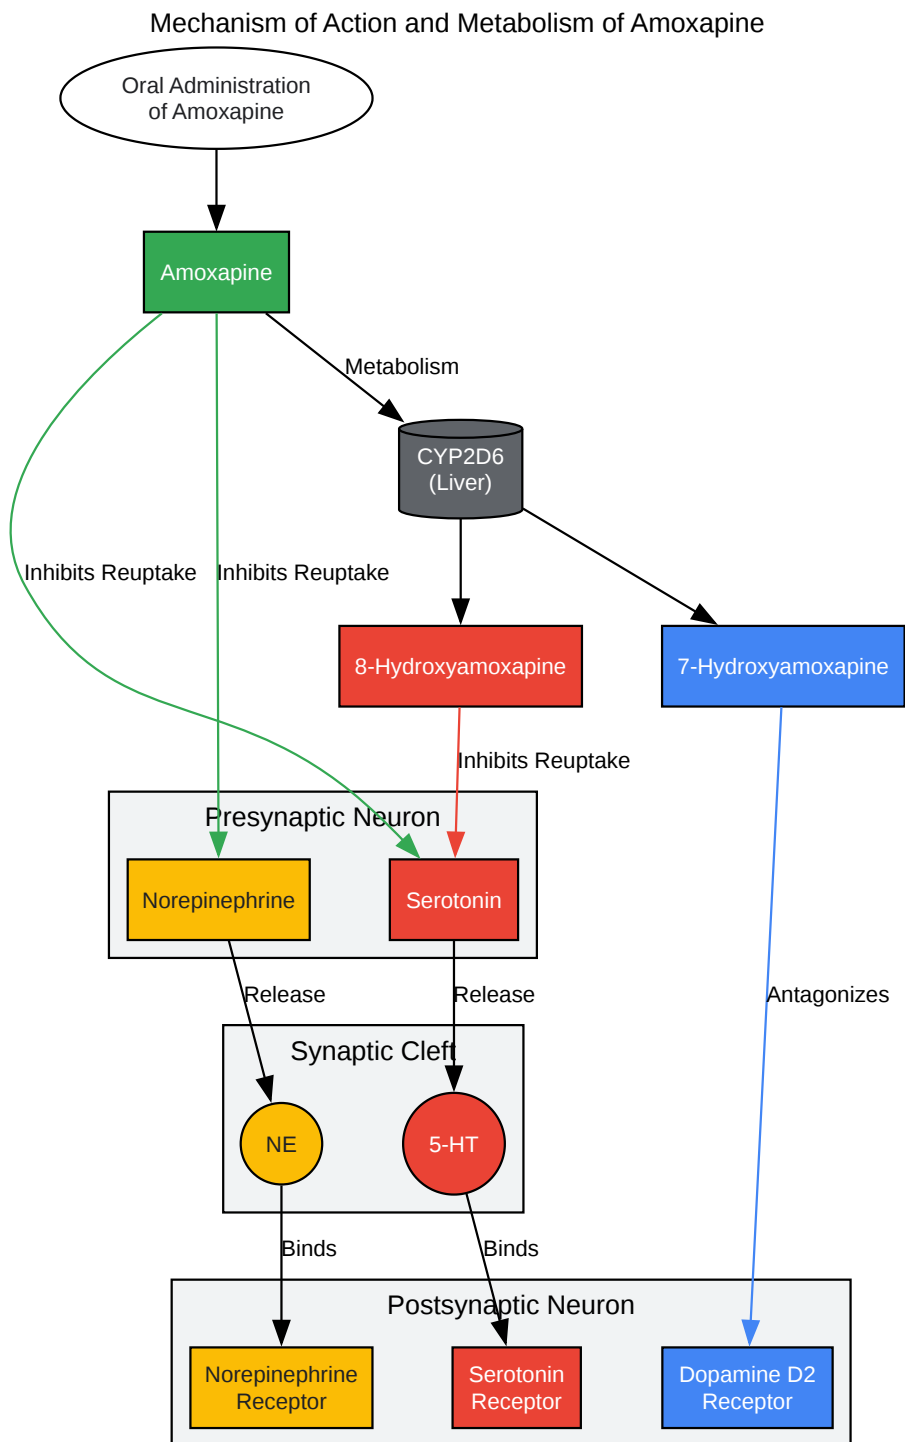 Mechanism of Action and Metabolism of Amoxapine
Oral Administration
of Amoxapine
Amoxapine
Metabolism
CYP2D6
(Liver)
Inhibits Reuptake
Inhibits Reuptake
8-Hydroxyamoxapine
7-Hydroxyamoxapine
Inhibits Reuptake
Presynaptic Neuron
Norepinephrine
Serotonin
Release
Release
Antagonizes
Synaptic Cleft
NE
5-HT
Binds
Binds
Postsynaptic Neuron
Norepinephrine
Receptor
Serotonin
Receptor
Dopamine D2
Receptor